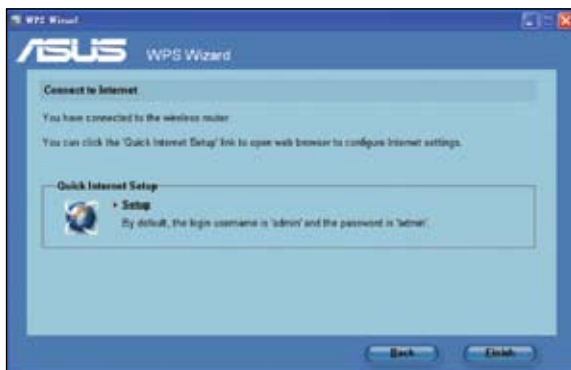 WPS Wizard
ASUS WPS Wizard
Connect to Internet
You have connected to the wireless router.
You can click the 'Quick Internet Setup' link to open web browser to configure Internet settings.
Quick Internet Setup
Setup
By default, the login username is 'admin' and the password is
Back
Finish